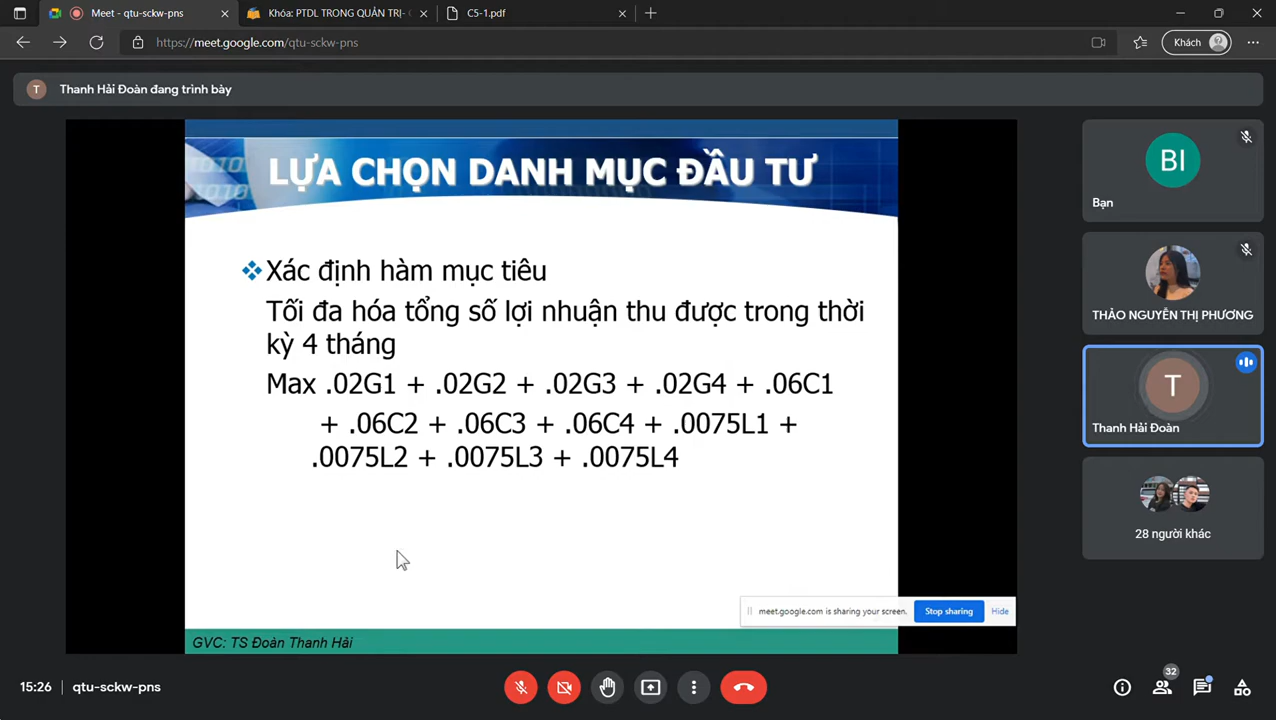 Meet - qtu-sckw-pns
Khóa: PTDL TRONG QUẢN TRỊ-
C5-1.pdf
https://meet.google.com/qtu-sckw-pns
Khách
T
Thanh Hải Đoàn đang trình bày
LỰA CHỌN DANH MỤC ĐẦU TƯ
Xác định hàm mục tiêu
Tối đa hóa tổng số lợi nhuận thu được trong thời
kỳ 4 tháng
Max .02G1 + .02G2 + .02G3 + .02G4 + .06C1
+ .06C2 + .06C3 + .06C4 + .0075L1 +
.0075L2 + .0075L3 + .0075L4
meet.google.com is sharing your screen.
Stop sharing
Hide
GVC: TS Đoàn Thanh Hải
BI
Bạn
THẢO NGUYỄN THỊ PHƯƠNG
T
Thanh Hải Đoàn
28 người khác
15:26
qtu-sckw-pns
32